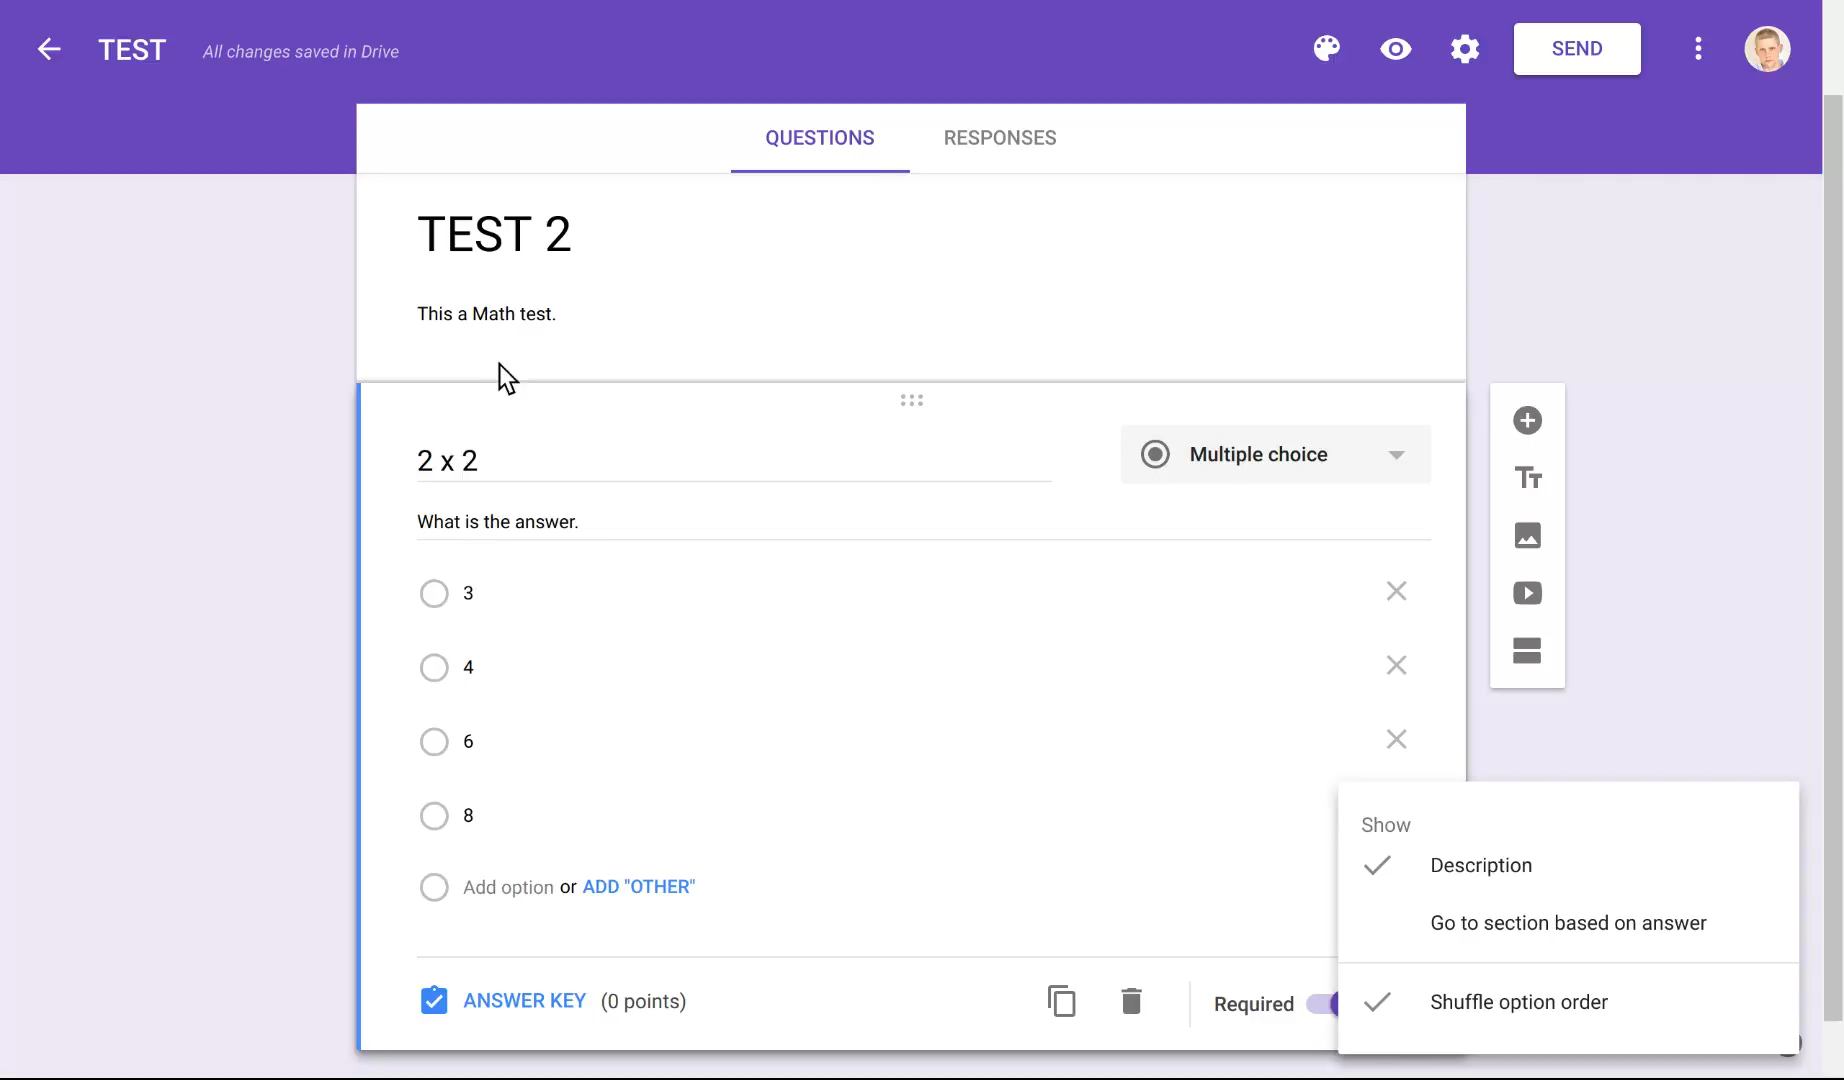 TEST All changes saved in Drive SEND
QUESTIONS RESPONSES
TEST 2
This a Math test.
2 x 2 Multiple choice
What is the answer.
3
4
6
8
Add option or ADD "OTHER"
ANSWER KEY (0 points) Required
Show
Description
Go to section based on answer
Shuffle option order